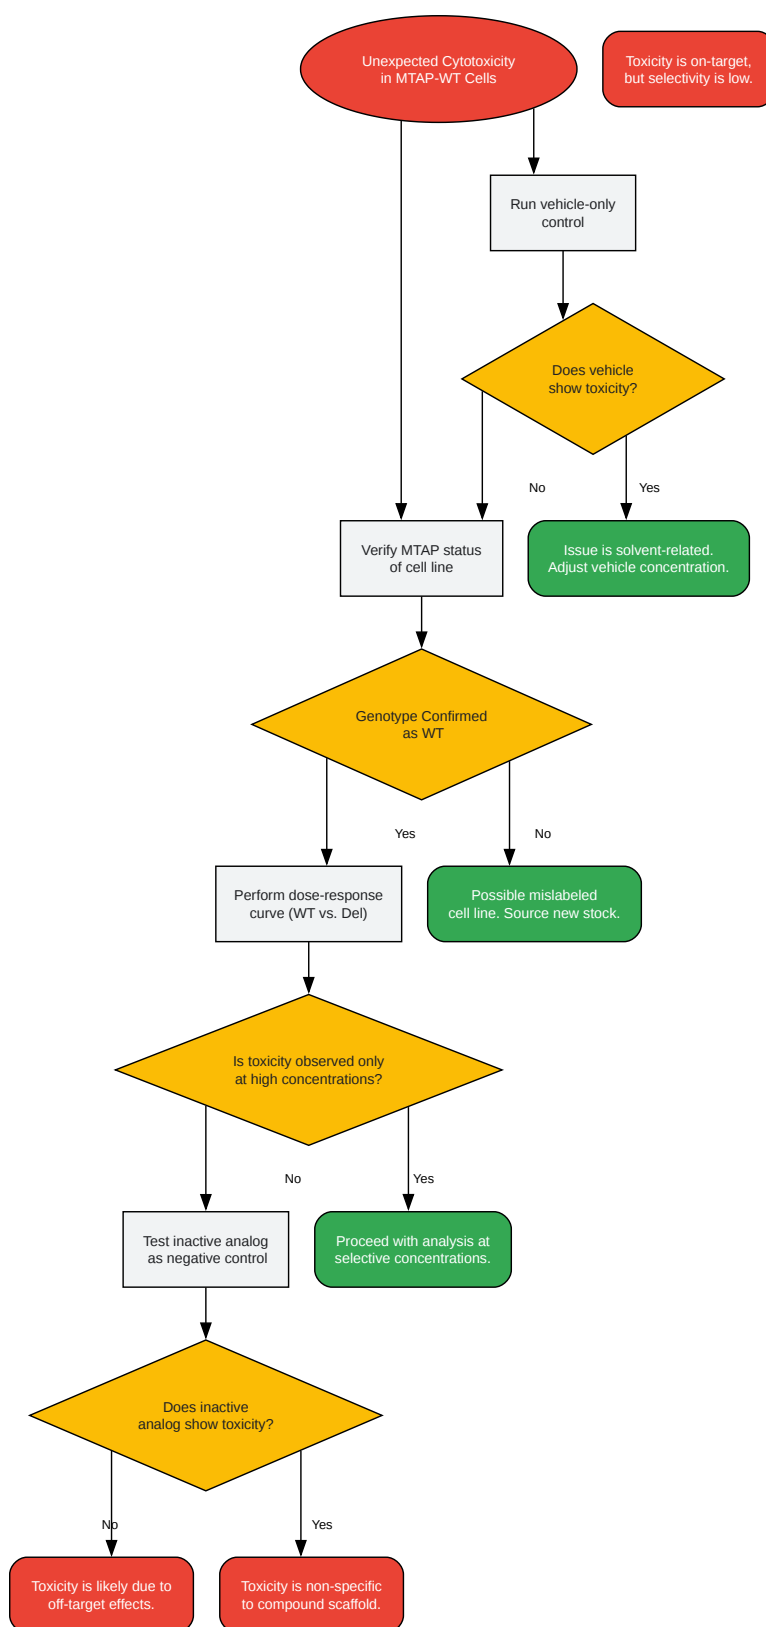 Unexpected Cytotoxicity
in MTAP-WT Cells
Toxicity is on-target,
but selectivity is low.
Run vehicle-only
control
Does vehicle
show toxicity?
No
Yes
Verify MTAP status
of cell line
Issue is solvent-related.
Adjust vehicle concentration.
Genotype Confirmed
as WT
Yes
No
Perform dose-response
curve (WT vs. Del)
Possible mislabeled
cell line. Source new stock.
Is toxicity observed only
at high concentrations?
No
Yes
Test inactive analog
as negative control
Proceed with analysis at
selective concentrations.
Does inactive
analog show toxicity?
No
Yes
Toxicity is likely due to
off-target effects.
Toxicity is non-specific
to compound scaffold.